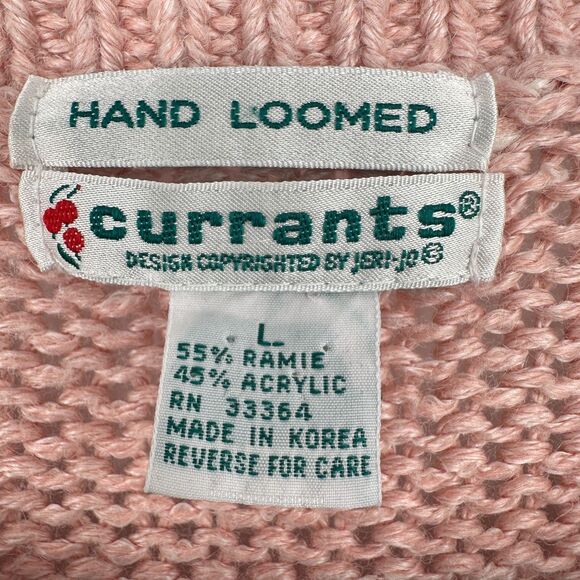 HAND LOOMED
currants®
DESIGN COPYRIGHTED BY JERI-JO©
L
55% RAMIE
45% ACRYLIC
RN 33364
MADE IN KOREA
REVERSE FOR CARE